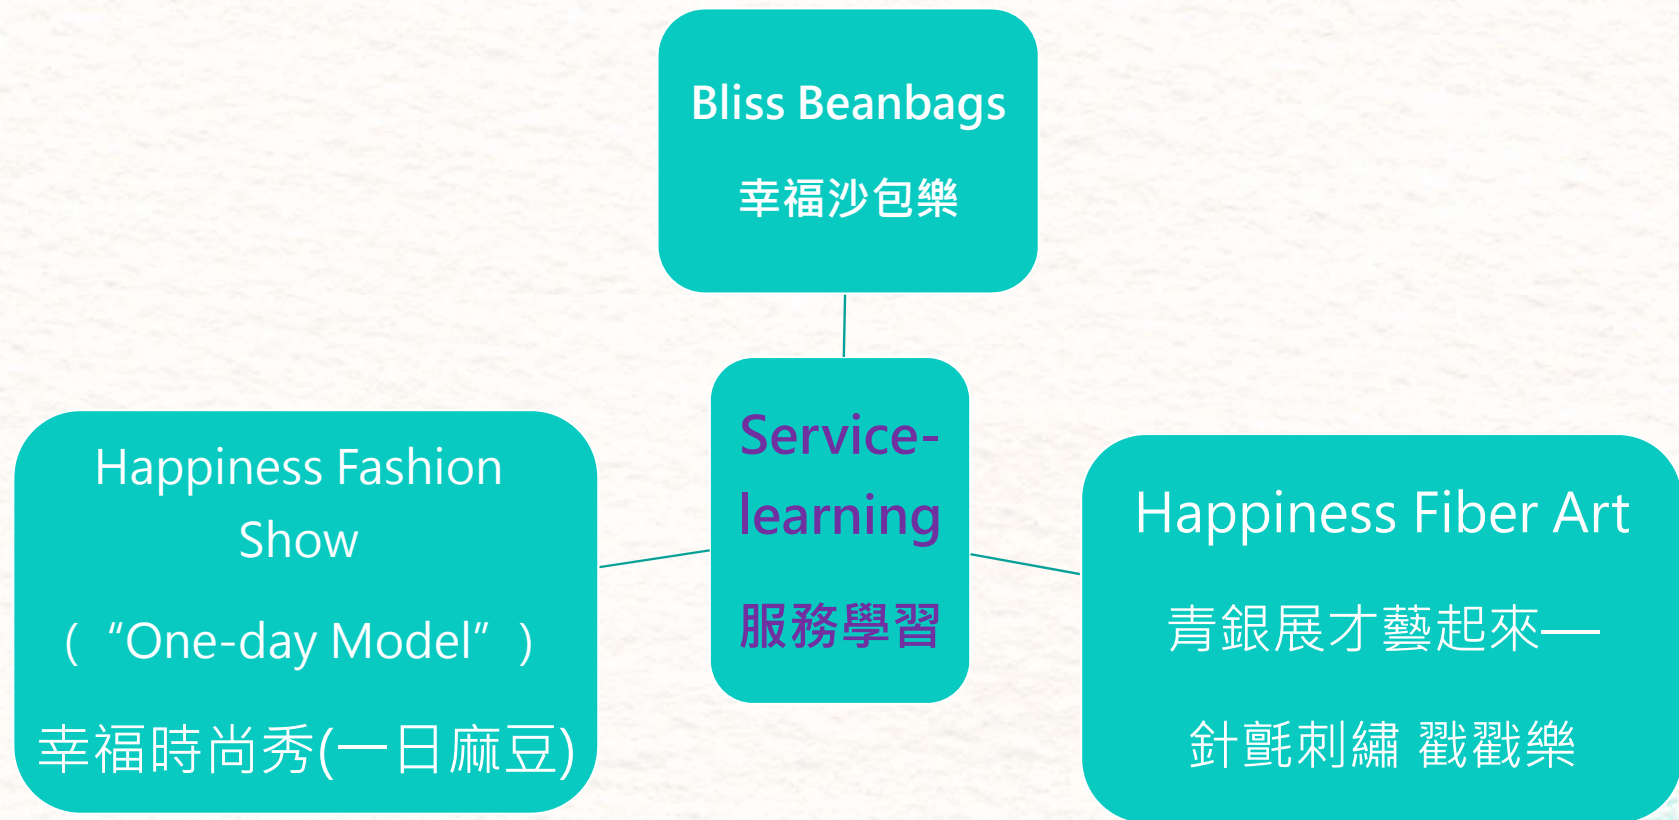 Bliss Beanbags
幸福沙包樂
Service-
learning
服務學習
Happiness Fashion
Show
( “One-day Model” )
幸福時尚秀(一日麻豆)
Happiness Fiber Art
青銀展才藝起來—
針氈刺繡 戳戳樂